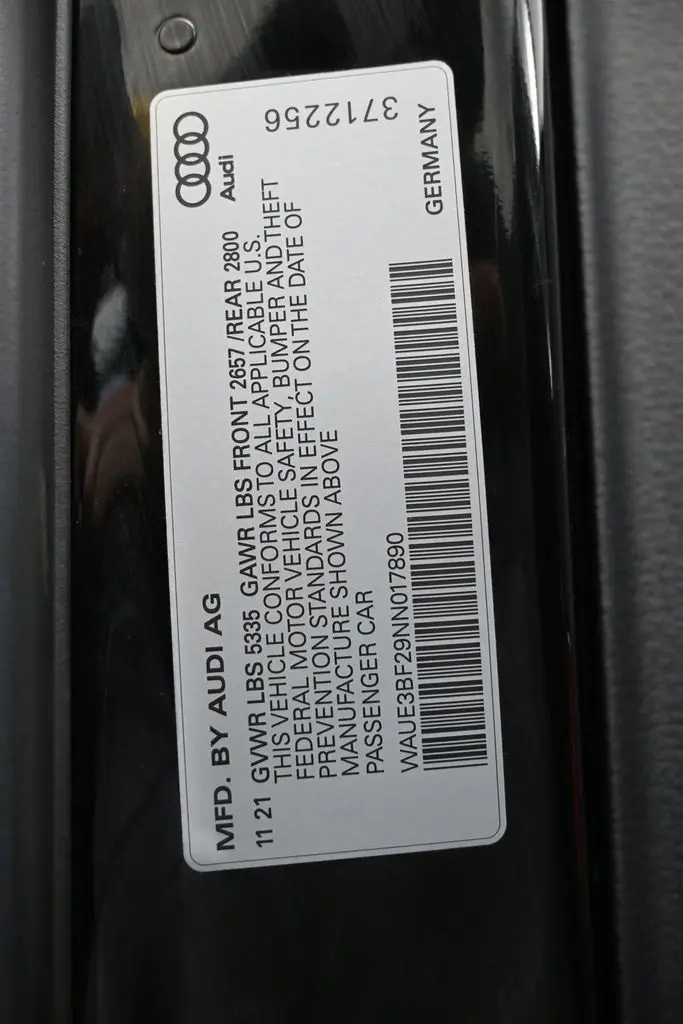 MFD. BY AUDI AG
Audi
11 21 GVWR LBS 5335 GAWR LBS FRONT 2657 /REAR 2800
THIS VEHICLE CONFORMS TO ALL APPLICABLE U.S.
FEDERAL MOTOR VEHICLE SAFETY, BUMPER AND THEFT
PREVENTION STANDARDS IN EFFECT ON THE DATE OF
MANUFACTURE SHOWN ABOVE
PASSENGER CAR
3712256
WAUE3BF29NN017890
GERMANY